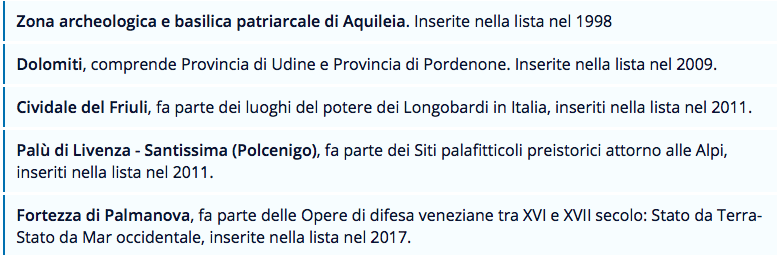 Zona archeologica e basilica patriarcale di Aquileia. Inserite nella lista nel 1998
Dolomiti, comprende Provincia di Udine e Provincia di Pordenone. Inserite nella lista nel 2009.
Cividale del Friuli, fa parte dei luoghi del potere dei Longobardi in Italia, inseriti nella lista nel 2011.
Palù di Livenza - Santissima (Polcenigo), fa parte dei Siti palafitticoli preistorici attorno alle Alpi,
inseriti nella lista nel 2011.
Fortezza di Palmanova, fa parte delle Opere di difesa veneziane tra XVI e XVII secolo: Stato da Terra-
Stato da Mar occidentale, inserite nella lista nel 2017.